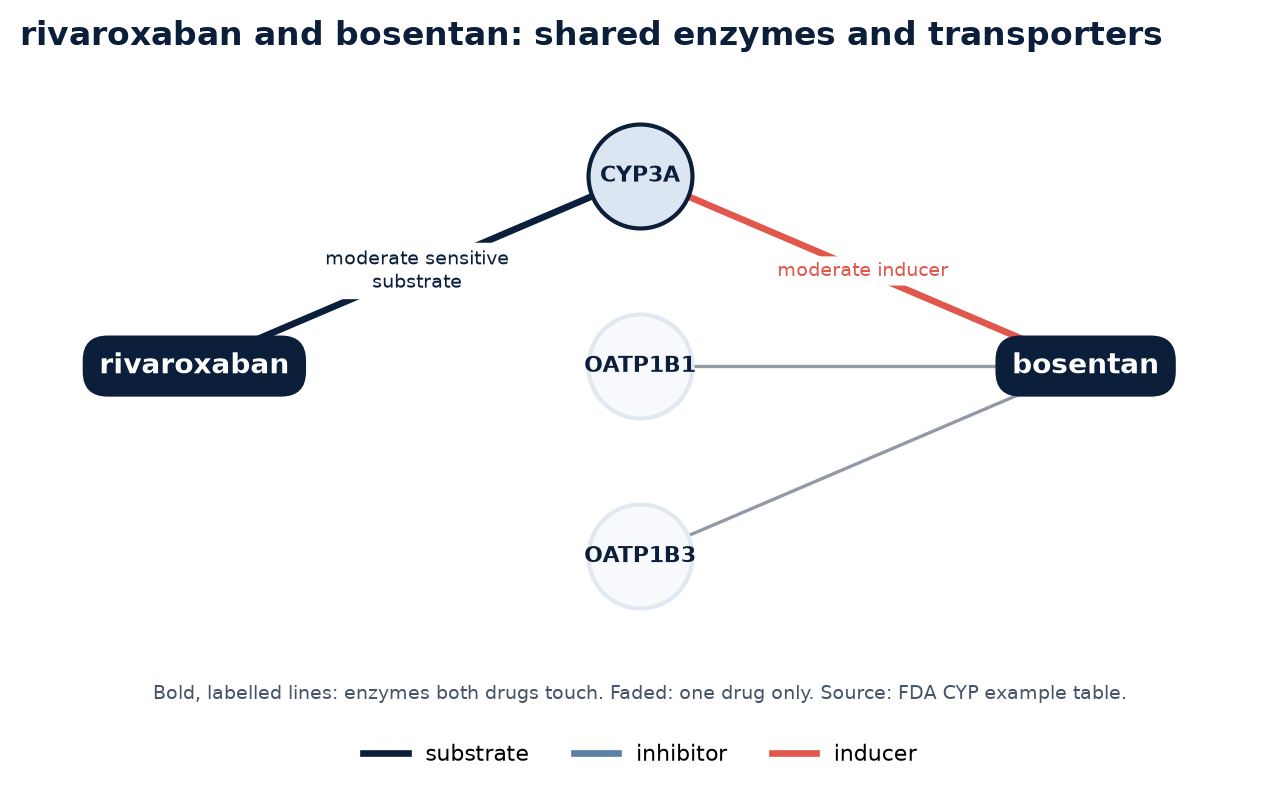 rivaroxaban and bosentan: shared enzymes and transporters
CYP3A
moderate sensitive
substrate
moderate inducer
rivaroxaban
OATP1B1
bosentan
OATP1B3
Bold, labelled lines: enzymes both drugs touch. Faded: one drug only. Source: FDA CYP example table.
substrate
inhibitor
inducer